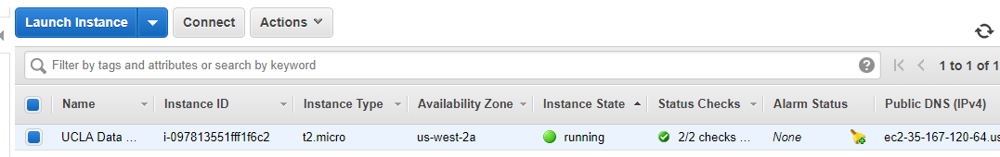 Launch Instance Connect Actions
Filter by tags and attributes or search by keyword ? 1 to 1 of 1
Name Instance ID Instance Type Availability Zone Instance State Status Checks Alarm Status Public DNS (IPv4)
UCLA Data ... i-097813551fff1f6c2 t2.micro us-west-2a running 2/2 checks ... None ec2-35-167-120-64.us